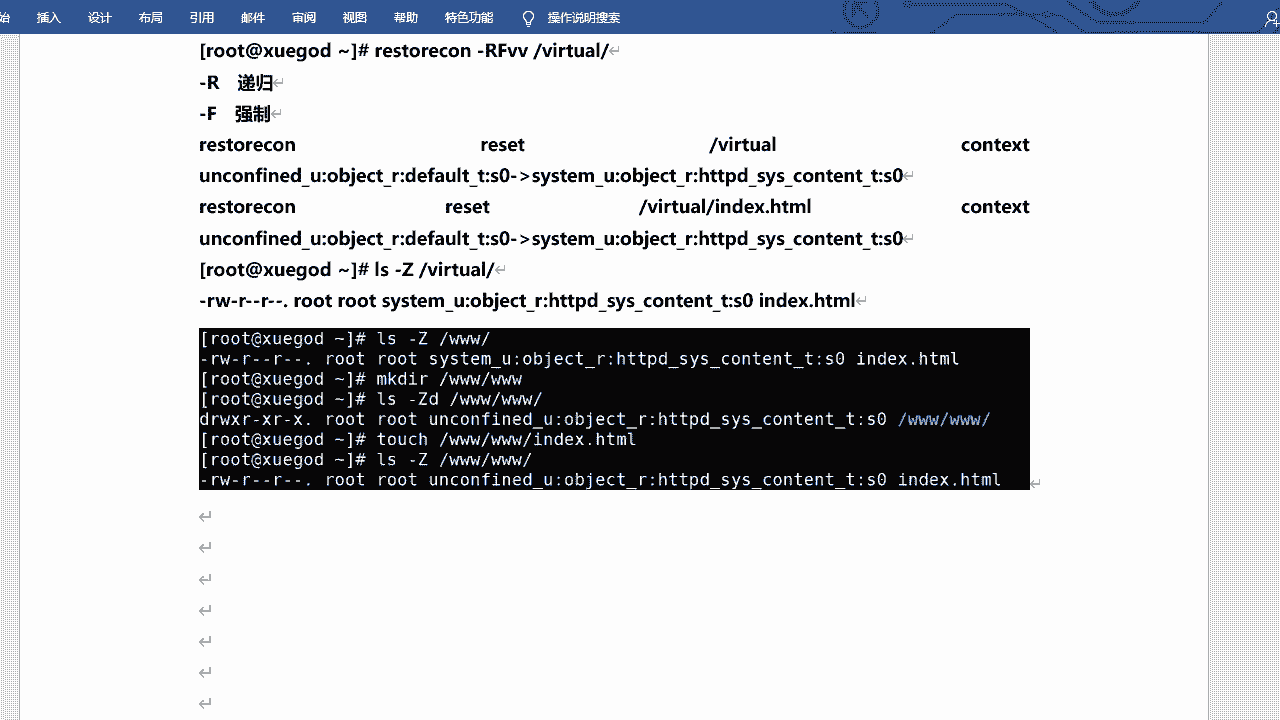 插入 设计 布局 引用 邮件 审阅 视图 帮助 特色功能 操作说明搜索
[root@xuegod ~]# restorecon -RFvv /virtual/
-R 递归
-F 强制
restorecon reset /virtual context
unconfined_u:object_r:default_t:s0->system_u:object_r:httpd_sys_content_t:s0
restorecon reset /virtual/index.html context
unconfined_u:object_r:default_t:s0->system_u:object_r:httpd_sys_content_t:s0
[root@xuegod ~]# ls -Z /virtual/
-rw-r--r--. root root system_u:object_r:httpd_sys_content_t:s0 index.html
[root@xuegod ~]# ls -Z /www/
-rw-r--r--. root root system_u:object_r:httpd_sys_content_t:s0 index.html
[root@xuegod ~]# mkdir /www/www
[root@xuegod ~]# ls -Zd /www/www/
drwxr-xr-x. root root unconfined_u:object_r:httpd_sys_content_t:s0 /www/www/
[root@xuegod ~]# touch /www/www/index.html
[root@xuegod ~]# ls -Z /www/www/
-rw-r--r--. root root unconfined_u:object_r:httpd_sys_content_t:s0 index.html